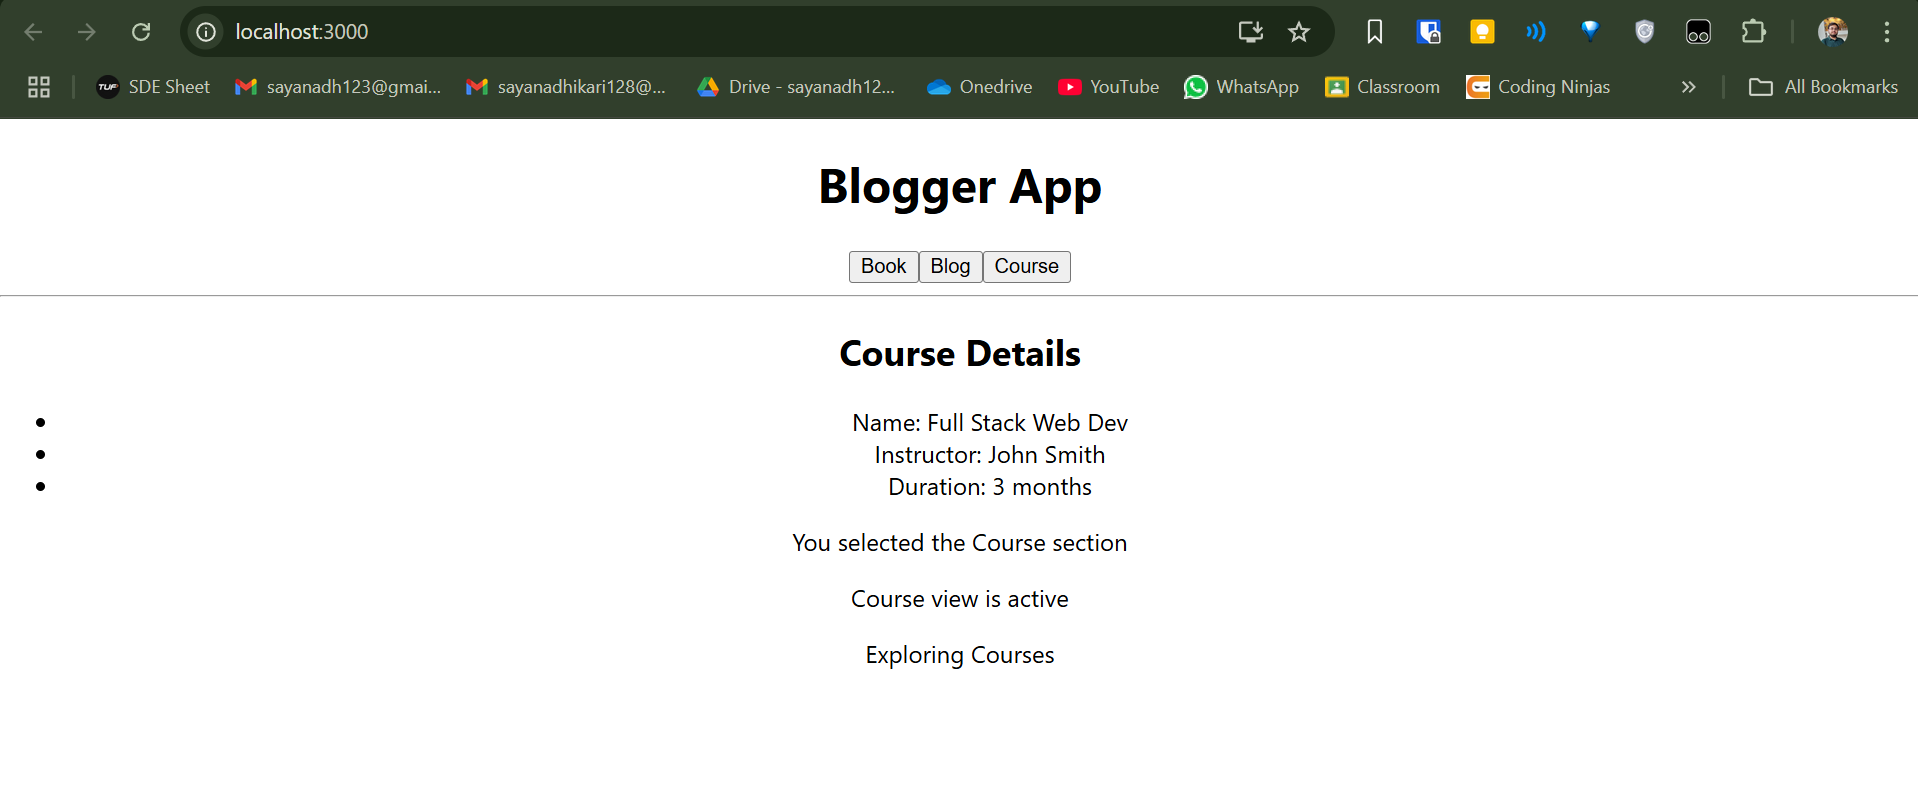 localhost:3000
TUF SDE Sheet sayanadh123@gmai... sayanadhikari128@... Drive - sayanadh12... Onedrive YouTube WhatsApp Classroom Coding Ninjas » All Bookmarks
Blogger App
Book Blog Course
Course Details
• Name: Full Stack Web Dev
• Instructor: John Smith
• Duration: 3 months
You selected the Course section
Course view is active
Exploring Courses